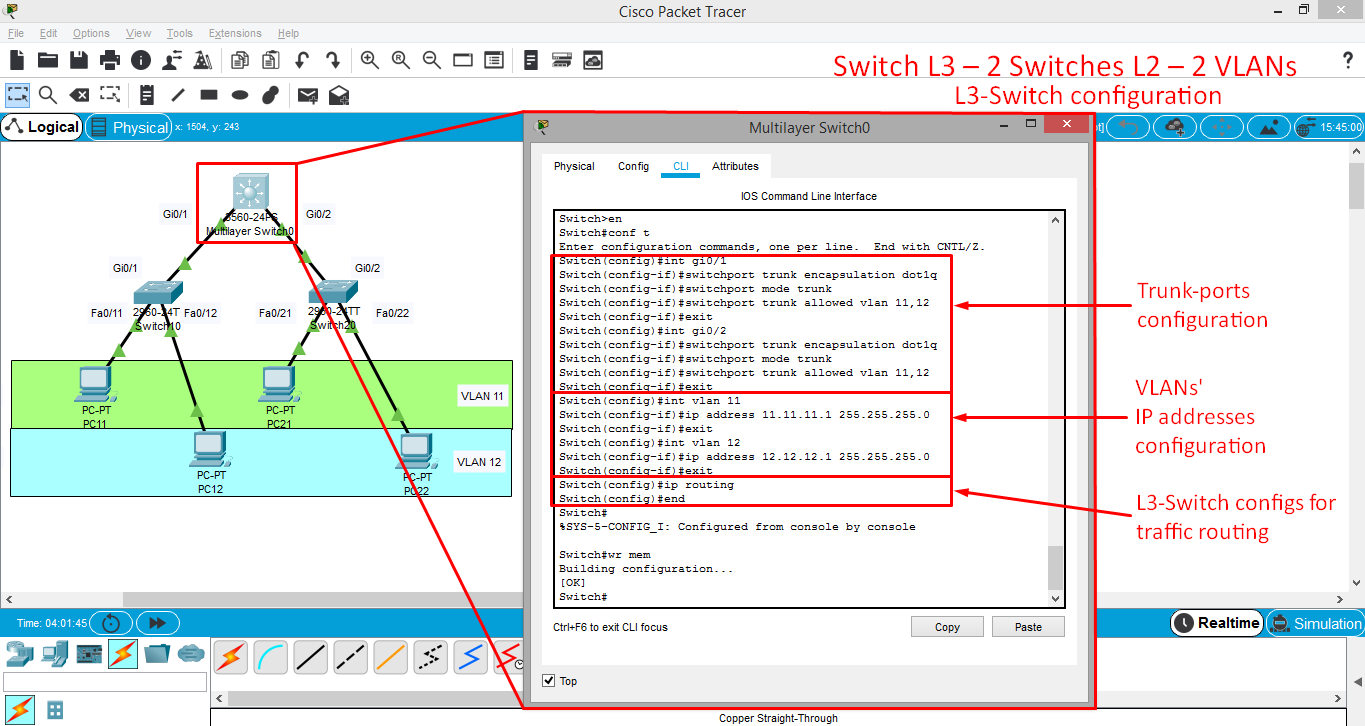 Cisco Packet Tracer
File Edit Options View Tools Extensions Help
Switch L3 – 2 Switches L2 – 2 VLANs
L3-Switch configuration
?
Logical
Physical
x: 1504, y: 243
15:45:00
Gi0/1
Gi0/2
3560-24PS
Multilayer Switch0
Gi0/1
Gi0/2
Fa0/11
Fa0/12
Switch10
Fa0/21
Fa0/22
Switch20
PC-PT
PC11
PC-PT
PC21
VLAN 11
PC-PT
PC12
PC-PT
PC22
VLAN 12
Multilayer Switch0
Physical Config CLI Attributes
IOS Command Line Interface
Switch>en
Switch#conf t
Enter configuration commands, one per line. End with CNTL/Z.
Switch(config)#int gi0/1
Switch(config-if)#switchport trunk encapsulation dot1q
Switch(config-if)#switchport mode trunk
Switch(config-if)#switchport trunk allowed vlan 11,12
Switch(config-if)#exit
Switch(config)#int gi0/2
Switch(config-if)#switchport trunk encapsulation dot1q
Switch(config-if)#switchport mode trunk
Switch(config-if)#switchport trunk allowed vlan 11,12
Switch(config-if)#exit
Switch(config)#int vlan 11
Switch(config-if)#ip address 11.11.11.1 255.255.255.0
Switch(config-if)#exit
Switch(config)#int vlan 12
Switch(config-if)#ip address 12.12.12.1 255.255.255.0
Switch(config-if)#exit
Switch(config)#ip routing
Switch(config)#end
Switch#
%SYS-5-CONFIG_I: Configured from console by console
Switch#wr mem
Building configuration...
[OK]
Switch#
Ctrl+F6 to exit CLI focus
Copy
Paste
Top
Trunk-ports
configuration
VLANs'
IP addresses
configuration
L3-Switch configs for
traffic routing
Time: 04:01:45
Realtime
Simulation
Copper Straight-Through